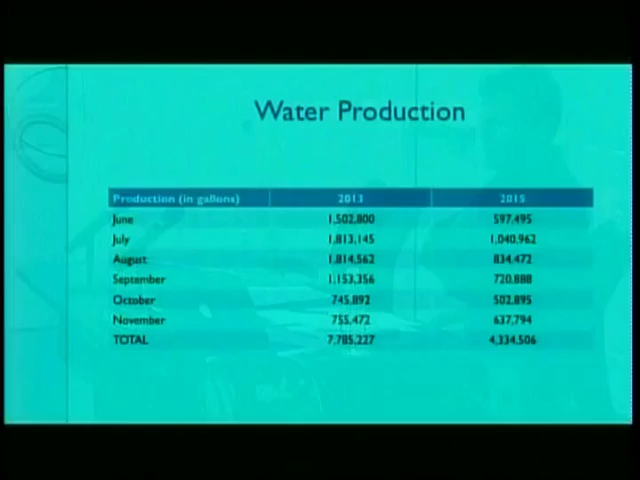 Water Production
Production (in gallons) 2013 2015
June 1,502,800 597,495
July 1,813,145 1,040,962
August 1,814,562 834,472
September 1,153,356 720,888
October 745,892 502,895
November 755,472 637,794
TOTAL 7,785,227 4,334,506